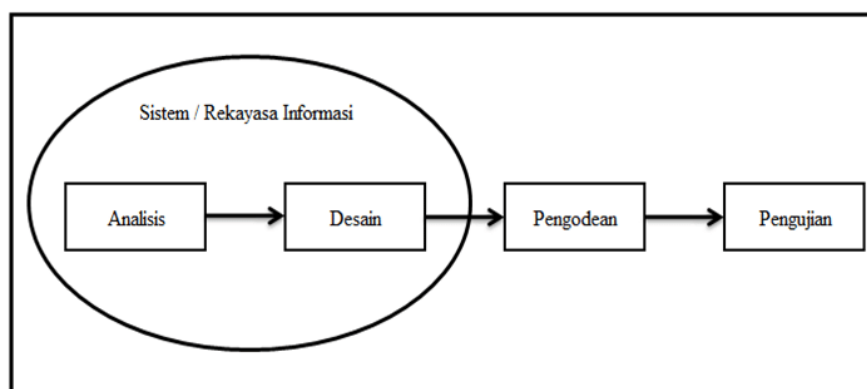 Sistem / Rekayasa Informasi
Analisis
Desain
Pengodean
Pengujian